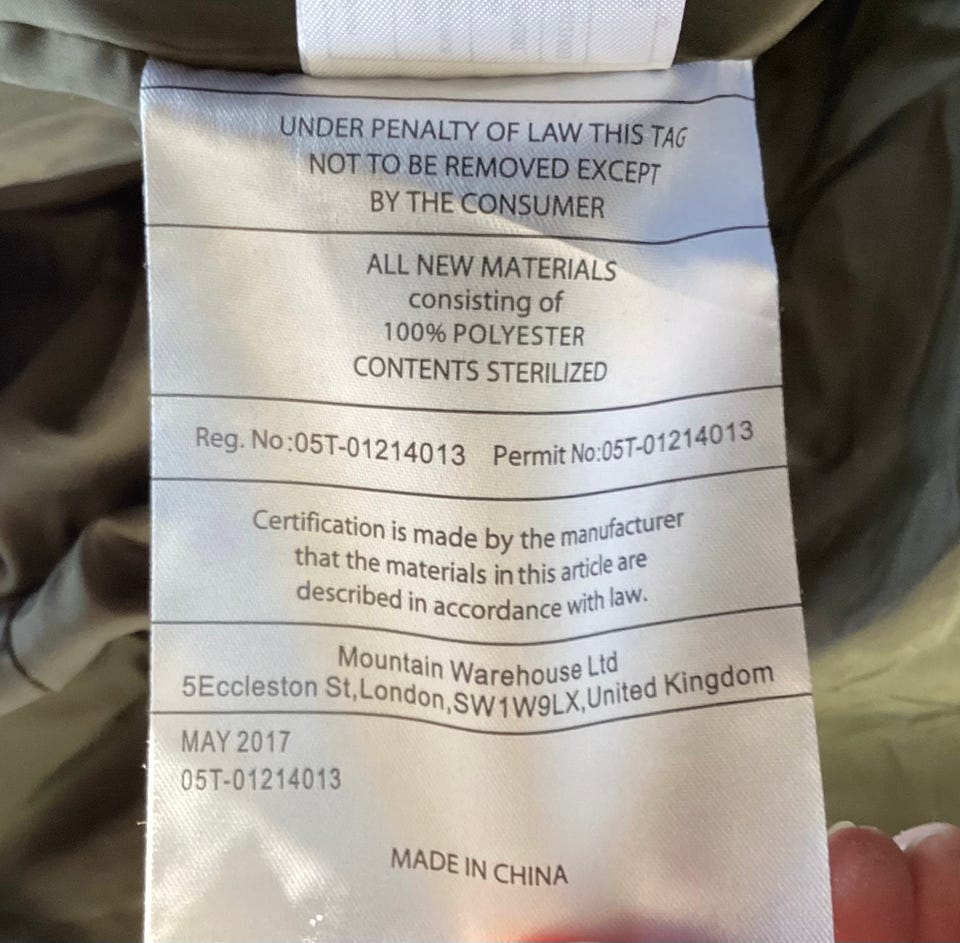 UNDER PENALTY OF LAW THIS TAG
NOT TO BE REMOVED EXCEPT
BY THE CONSUMER
ALL NEW MATERIALS
consisting of
100% POLYESTER
CONTENTS STERILIZED
Reg. No:05T-01214013 Permit No:05T-01214013
Certification is made by the manufacturer
that the materials in this article are
described in accordance with law.
Mountain Warehouse Ltd
5Eccleston St,London,SW1W9LX,United Kingdom
MAY 2017
05T-01214013
MADE IN CHINA